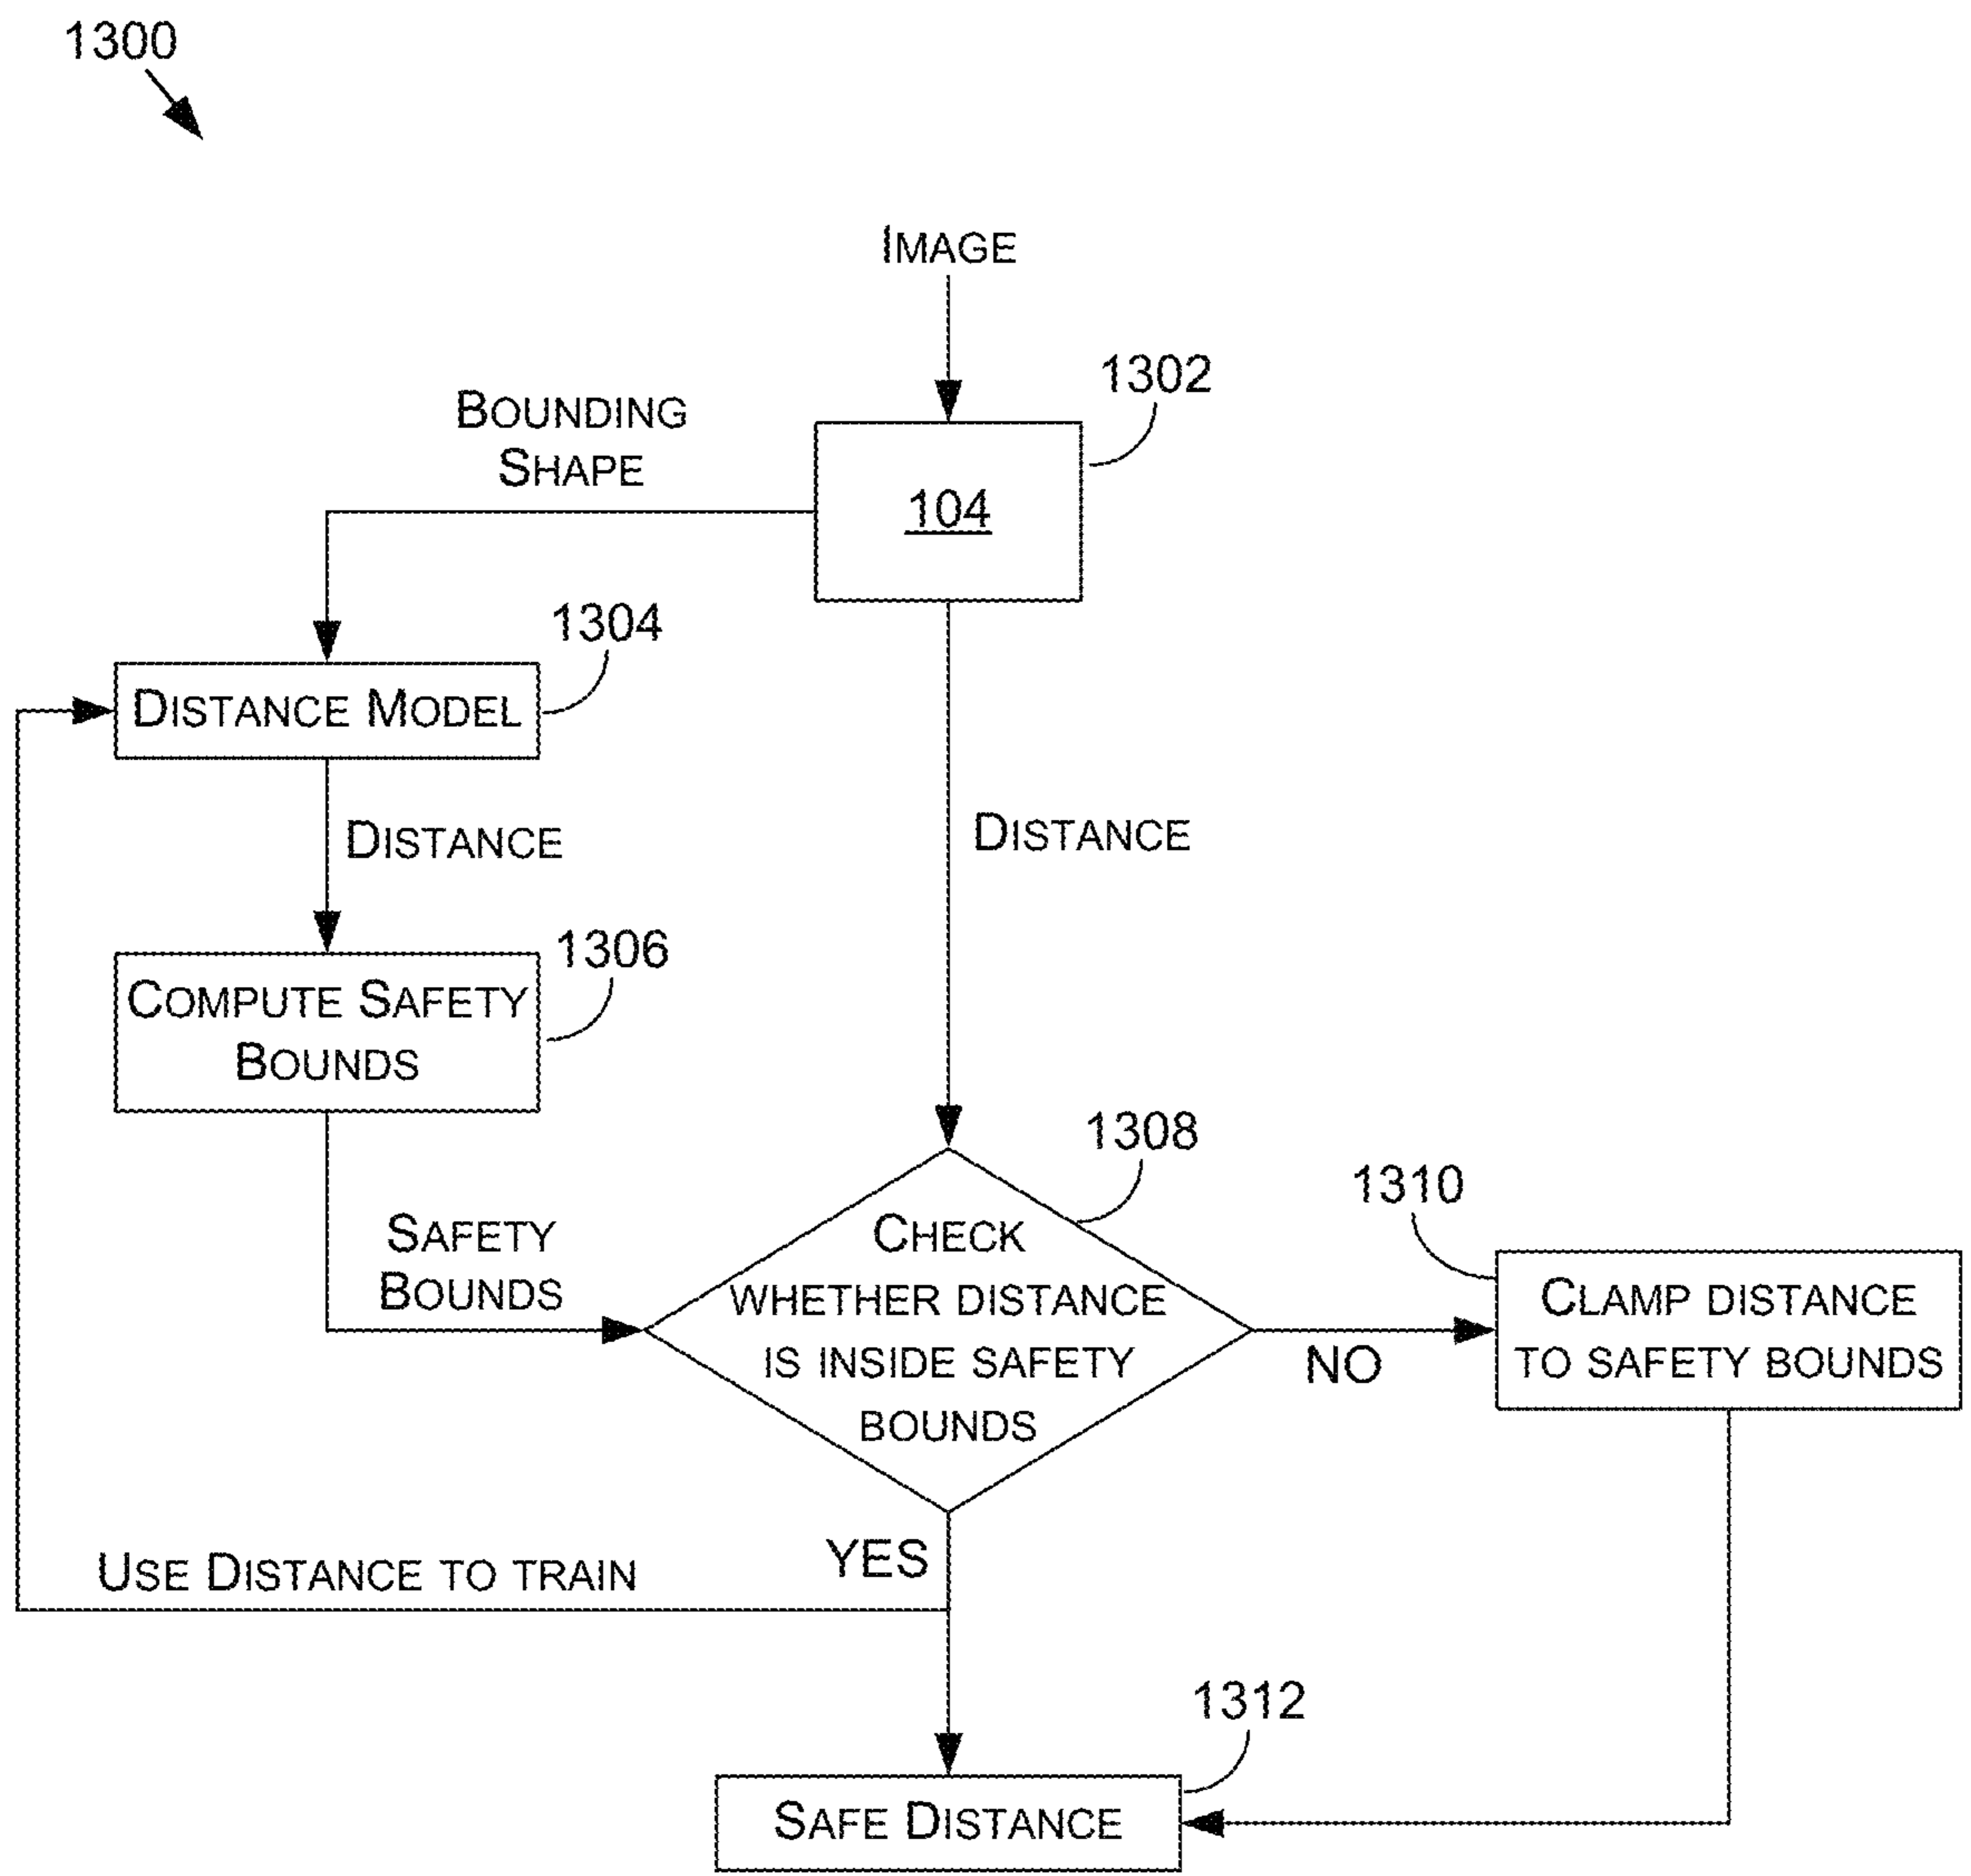 1300
IMAGE
1302
BOUNDING
SHAPE
104
1304
DISTANCE MODEL
DISTANCE
DISTANCE
1306
COMPUTE SAFETY
BOUNDS
1308
1310
SAFETY
BOUNDS
CHECK
WHETHER DISTANCE
IS INSIDE SAFETY
BOUNDS
NO
CLAMP DISTANCE
TO SAFETY BOUNDS
YES
USE DISTANCE TO TRAIN
1312
SAFE DISTANCE